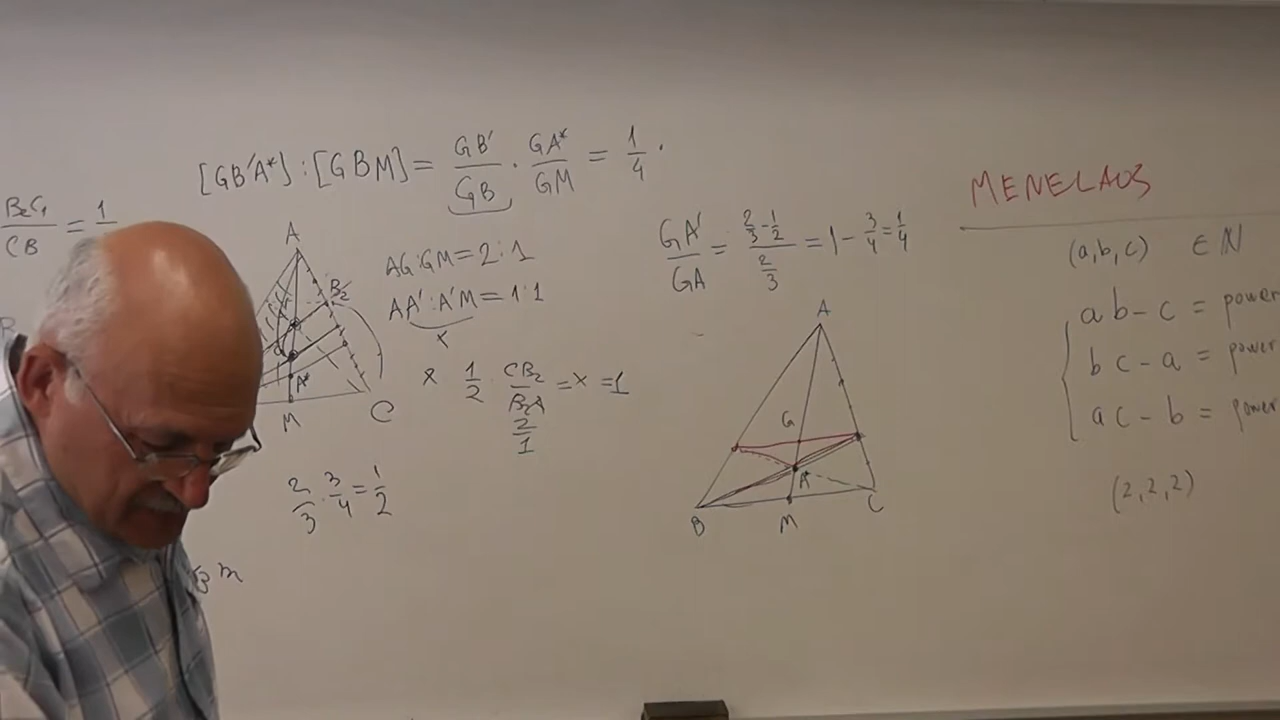 [GB'A*] : [GBM] = GB'/GB · GA*/GM = 1/4 .
B₂C₁/CB = 1
AG:GM = 2:1
AA':A'M = 1:1
x
x 1/2 · CB₂/B₂A = x = 1
2/1
2/3 · 3/4 = 1/2
A
B₂
A*
M
C
m
GA'/GA = (2/3 - 1/2)/(2/3) = 1 - 3/4 = 1/4
A
G
A*
B
M
C
MENELAOS
(a,b,c) ∈ N
ab - c = power
bc - a = power
ac - b = power
(2,2,2)